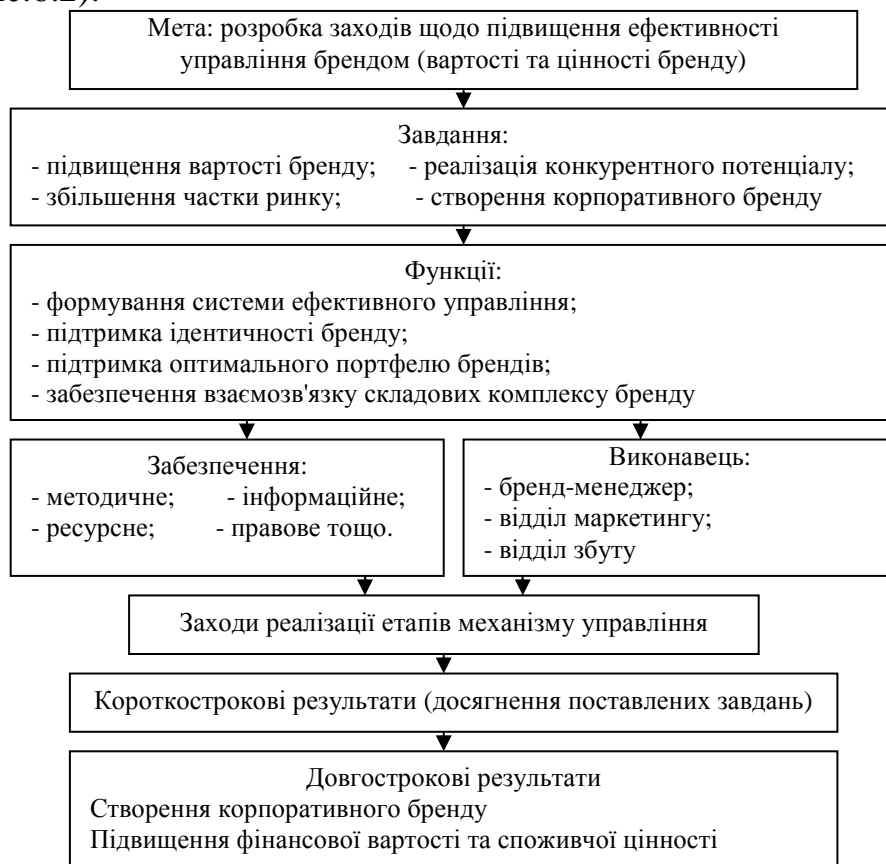 Мета: розробка заходів щодо підвищення ефективності
управління брендом (вартості та цінності бренду)
Завдання:
- підвищення вартості бренду; - реалізація конкурентного потенціалу;
- збільшення частки ринку; - створення корпоративного бренду
Функції:
- формування системи ефективного управління;
- підтримка ідентичності бренду;
- підтримка оптимального портфелю брендів;
- забезпечення взаємозв'язку складових комплексу бренду
Забезпечення:
- методичне; - інформаційне;
- ресурсне; - правове тощо.
Виконавець:
- бренд-менеджер;
- відділ маркетингу;
- відділ збуту
Заходи реалізації етапів механізму управління
Короткострокові результати (досягнення поставлених завдань)
Довгострокові результати
Створення корпоративного бренду
Підвищення фінансової вартості та споживчої цінності